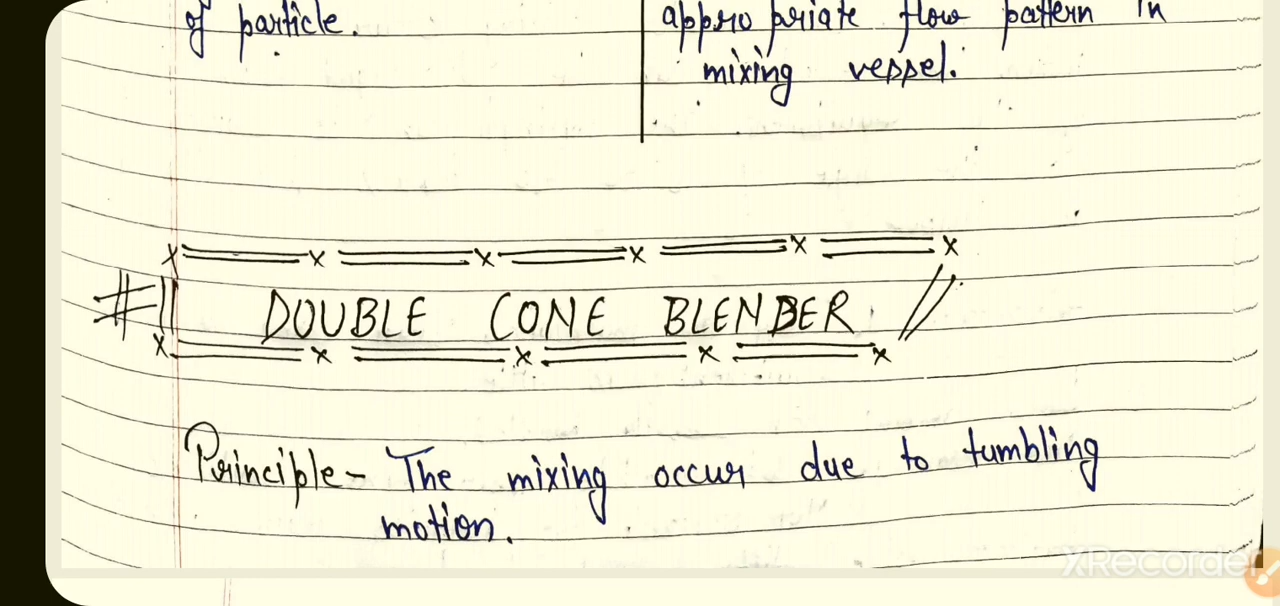 of particle.
appropriate flow pattern in
mixing vessel.
# DOUBLE CONE BLENDER //
Principle- The mixing occur due to tumbling
motion.
XRecorder